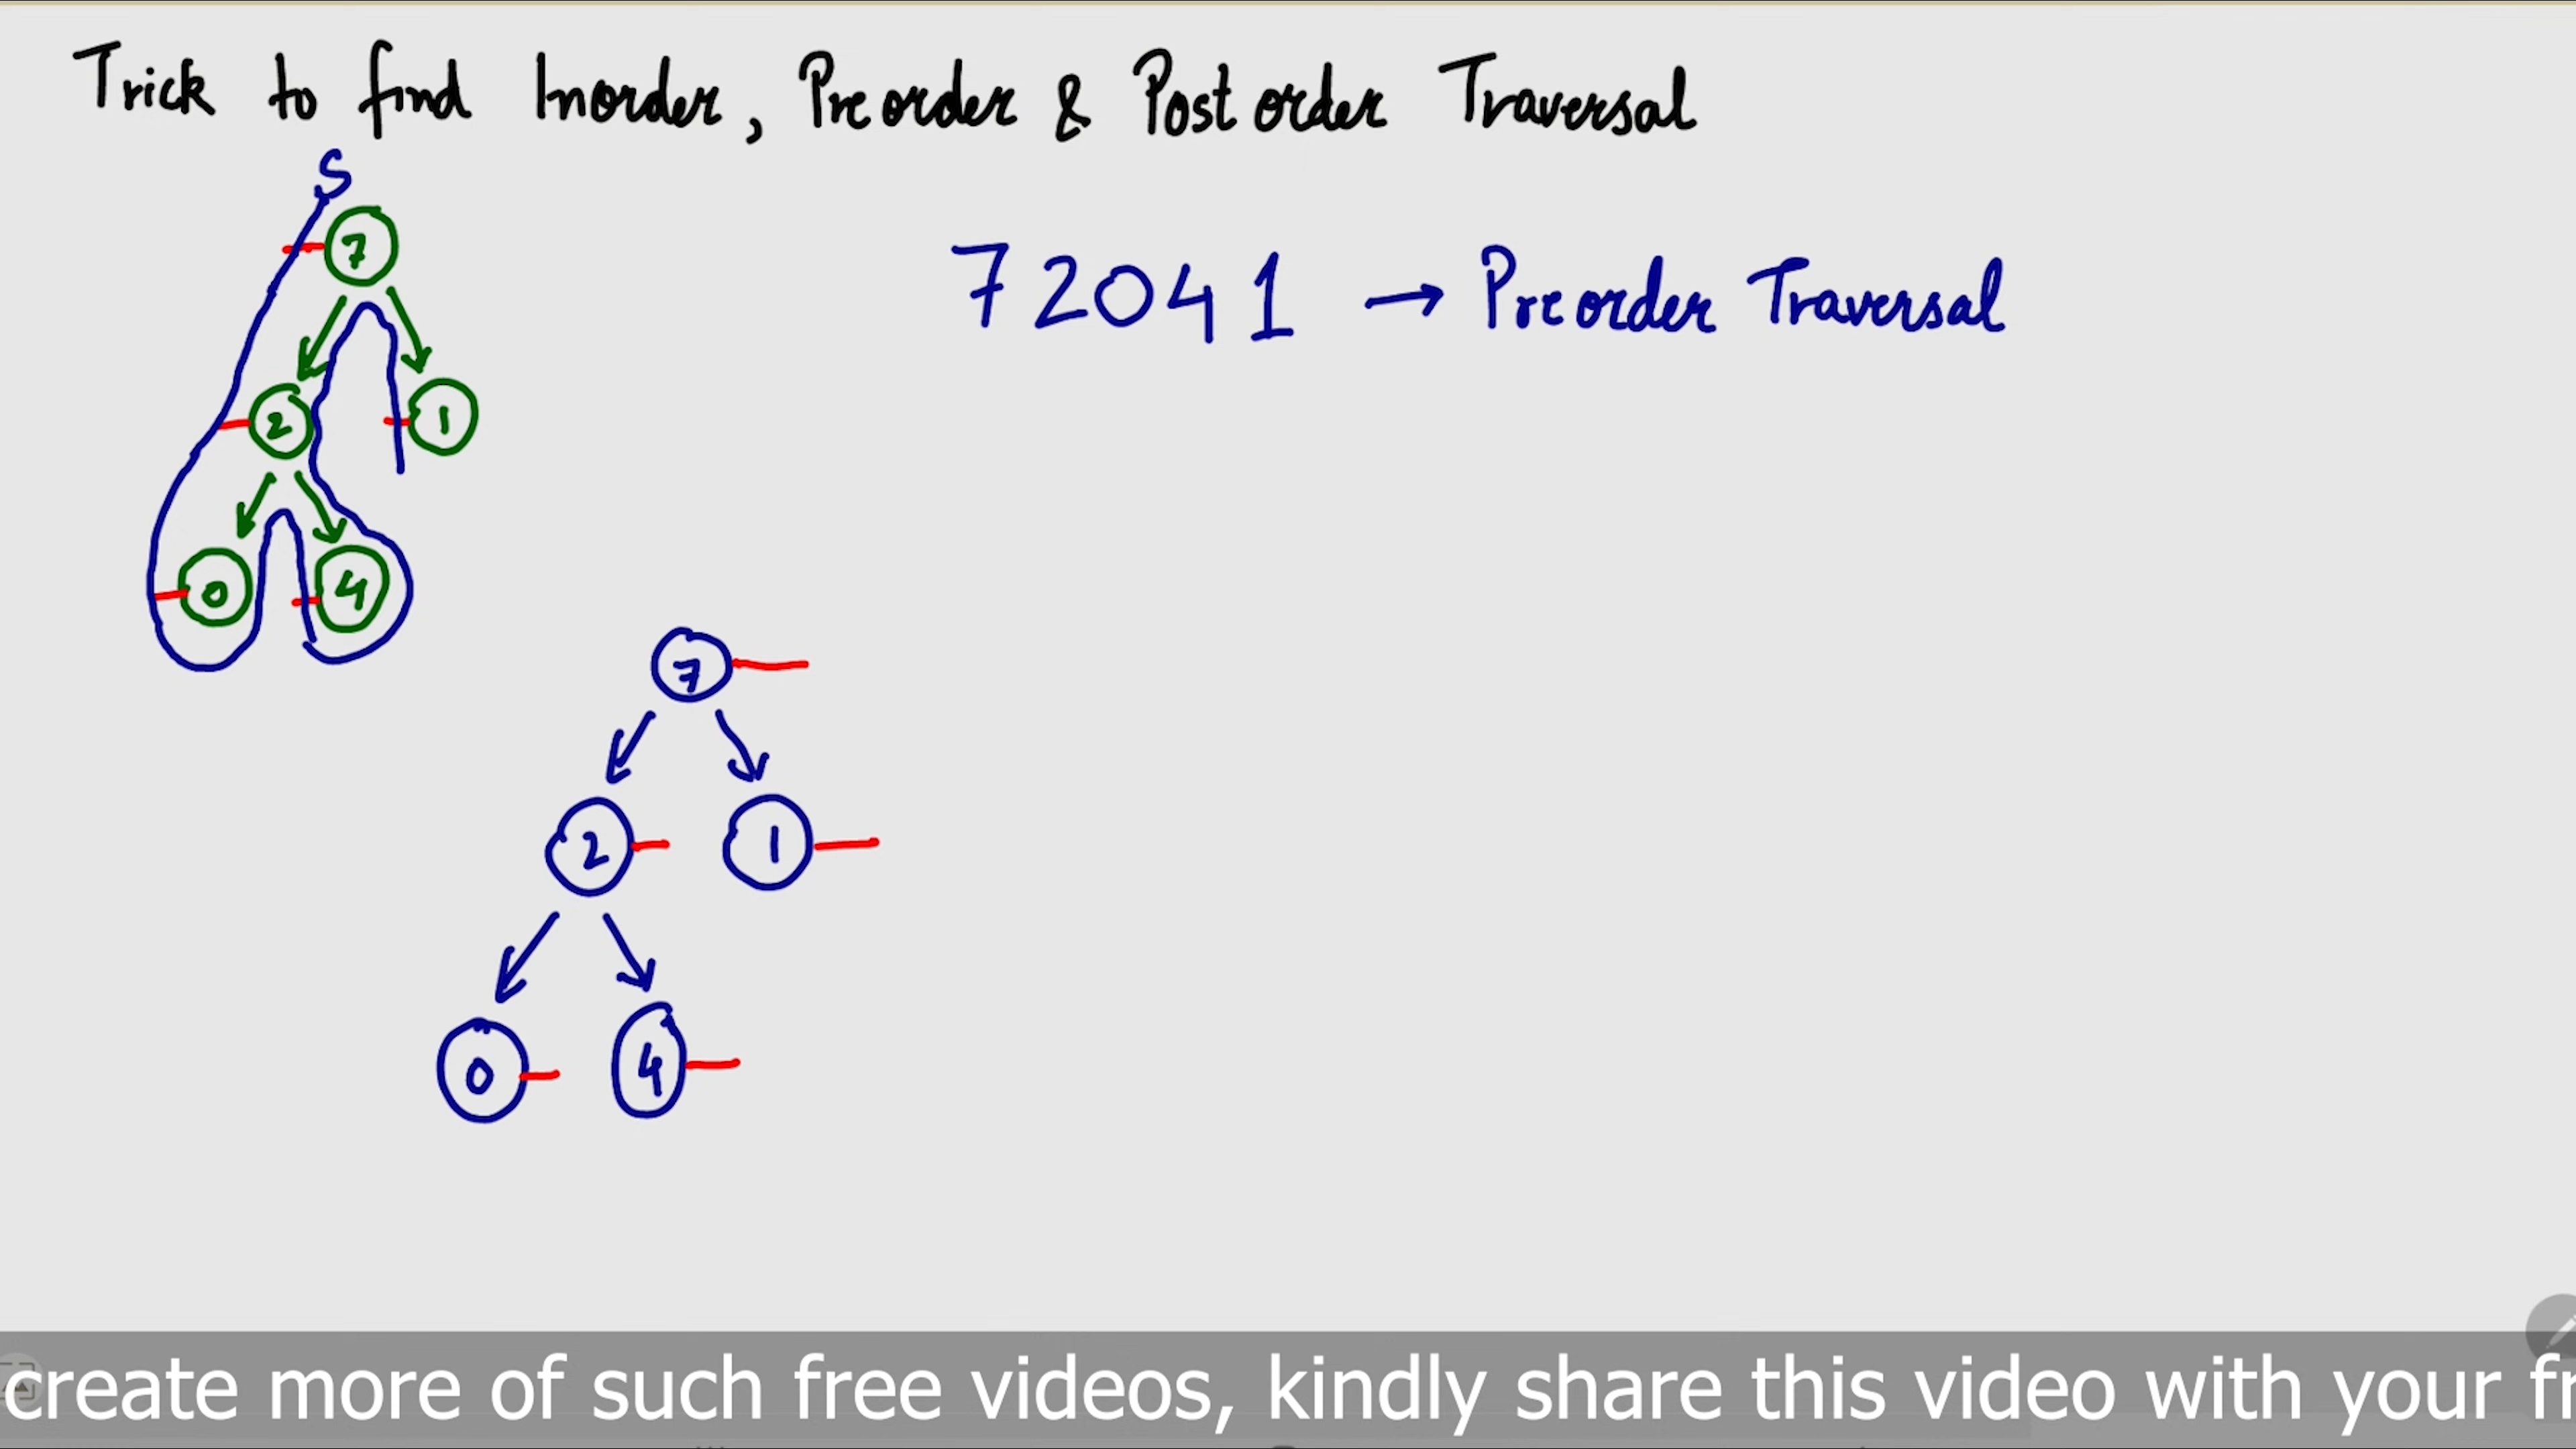 Trick to find Inorder, Preorder & Postorder Traversal
S
7
2 1
0 4
72041 → Preorder Traversal
7
2 1
0 4
create more of such free videos, kindly share this video with your fr